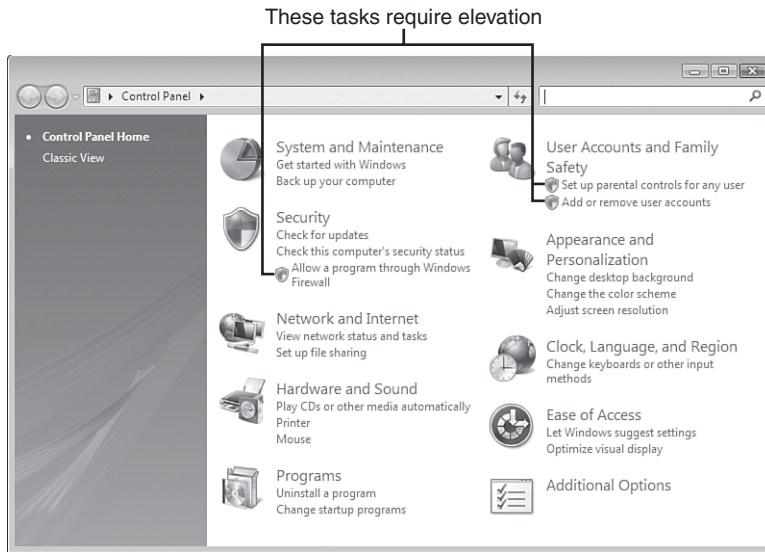 These tasks require elevation
Control Panel
Control Panel Home
Classic View
System and Maintenance
Get started with Windows
Back up your computer
Security
Check for updates
Check this computer's security status
Allow a program through Windows
Firewall
Network and Internet
View network status and tasks
Set up file sharing
Hardware and Sound
Play CDs or other media automatically
Printer
Mouse
Programs
Uninstall a program
Change startup programs
User Accounts and Family
Safety
Set up parental controls for any user
Add or remove user accounts
Appearance and
Personalization
Change desktop background
Change the color scheme
Adjust screen resolution
Clock, Language, and Region
Change keyboards or other input
methods
Ease of Access
Let Windows suggest settings
Optimize visual display
Additional Options